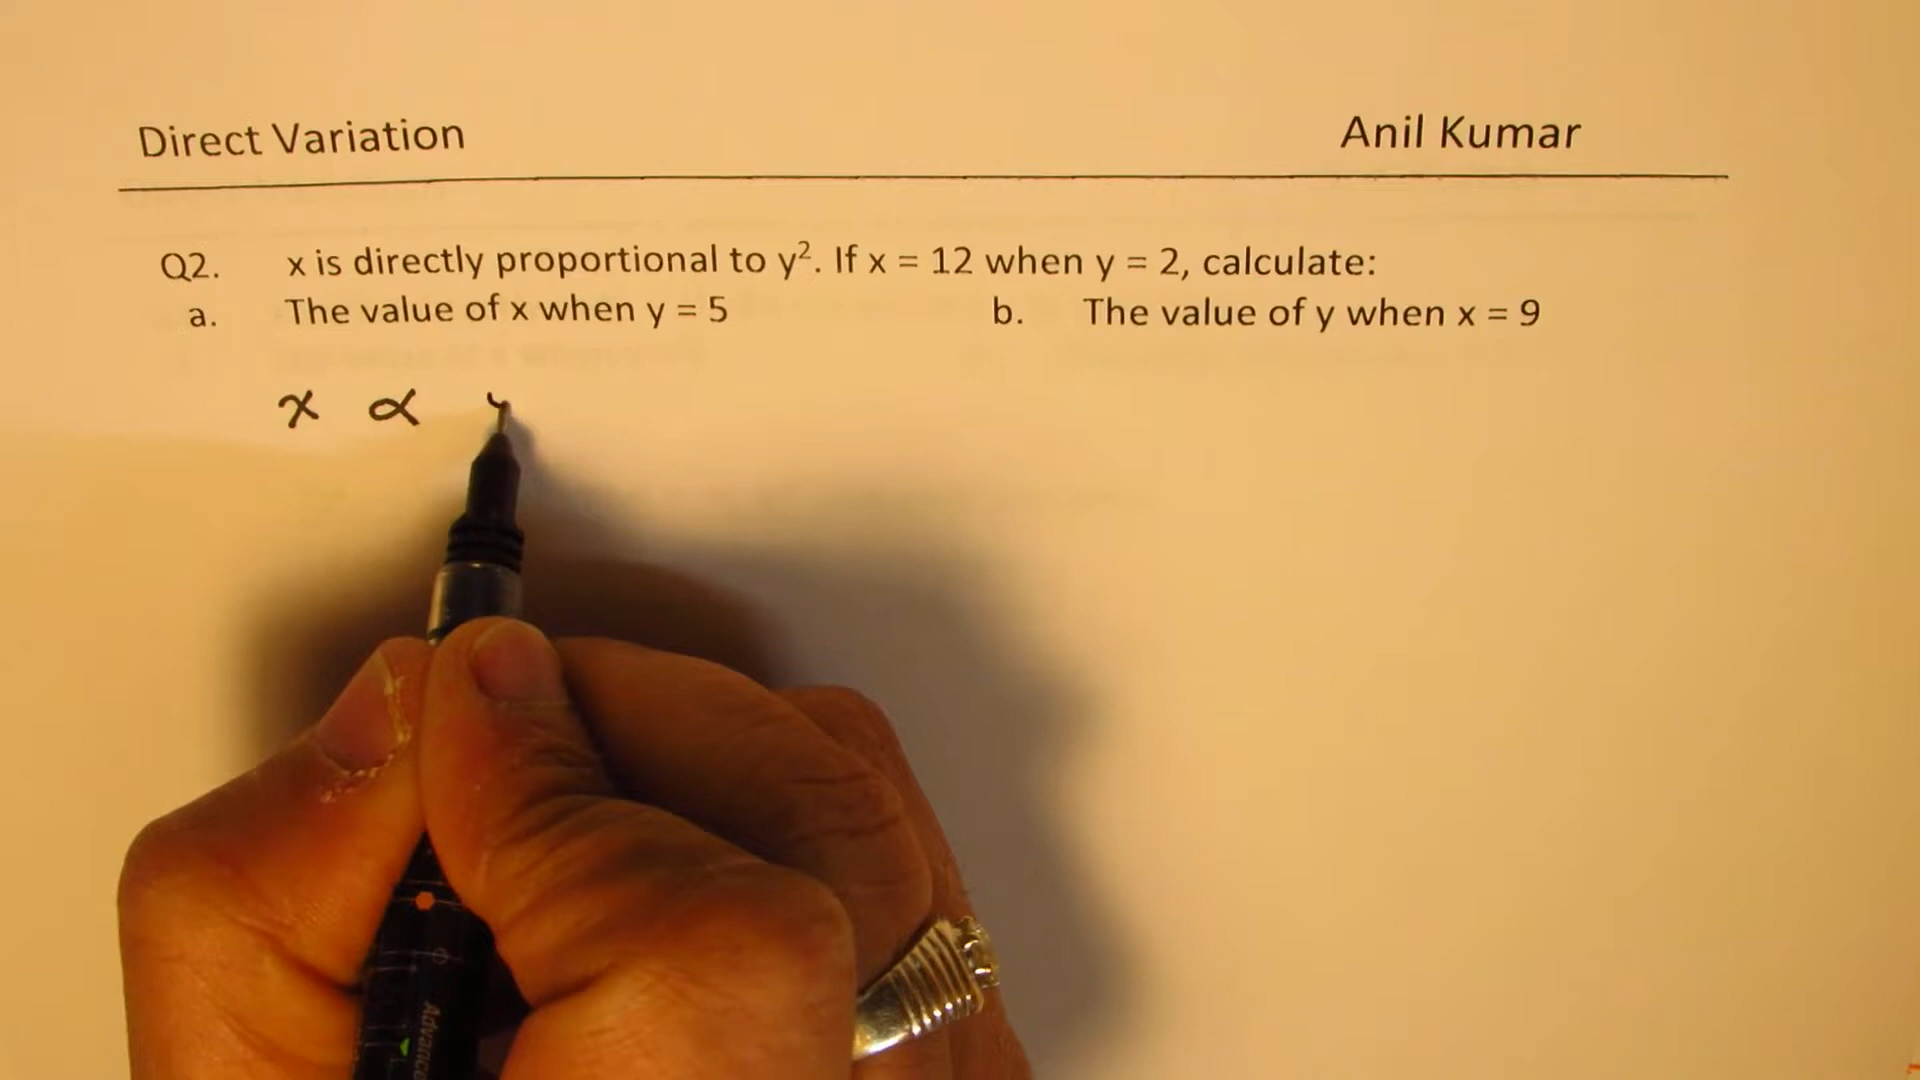 Direct Variation Anil Kumar
Q2. x is directly proportional to y². If x = 12 when y = 2, calculate:
a. The value of x when y = 5 b. The value of y when x = 9
x ∝
Advance